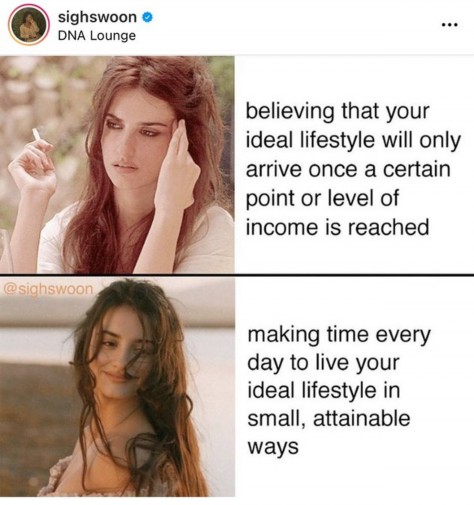 sighswoon
DNA Lounge
believing that your
ideal lifestyle will only
arrive once a certain
point or level of
income is reached
@sighswoon
making time every
day to live your
ideal lifestyle in
small, attainable
ways